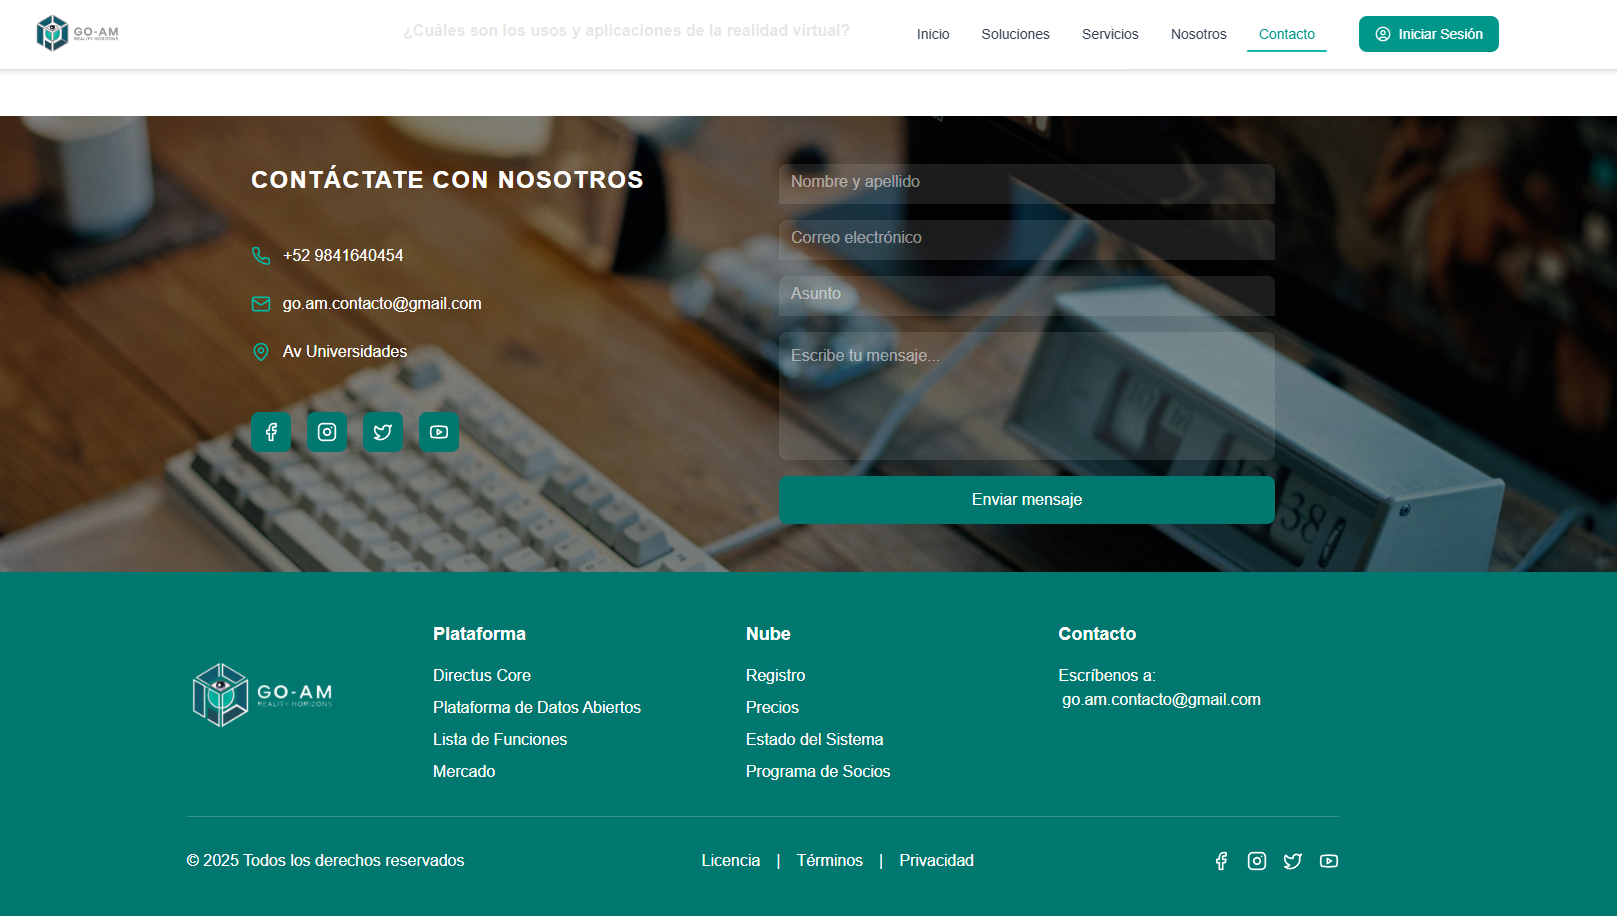 GO-AM
REALITY HORIZONS
¿Cuáles son los usos y aplicaciones de la realidad virtual?
Inicio
Soluciones
Servicios
Nosotros
Contacto
Iniciar Sesión
CONTÁCTATE CON NOSOTROS
+52 9841640454
go.am.contacto@gmail.com
Av Universidades
Nombre y apellido
Correo electrónico
Asunto
Escribe tu mensaje...
Enviar mensaje
38
GO-AM
REALITY HORIZONS
Plataforma
Directus Core
Plataforma de Datos Abiertos
Lista de Funciones
Mercado
Nube
Registro
Precios
Estado del Sistema
Programa de Socios
Contacto
Escríbenos a:
go.am.contacto@gmail.com
© 2025 Todos los derechos reservados
Licencia | Términos | Privacidad